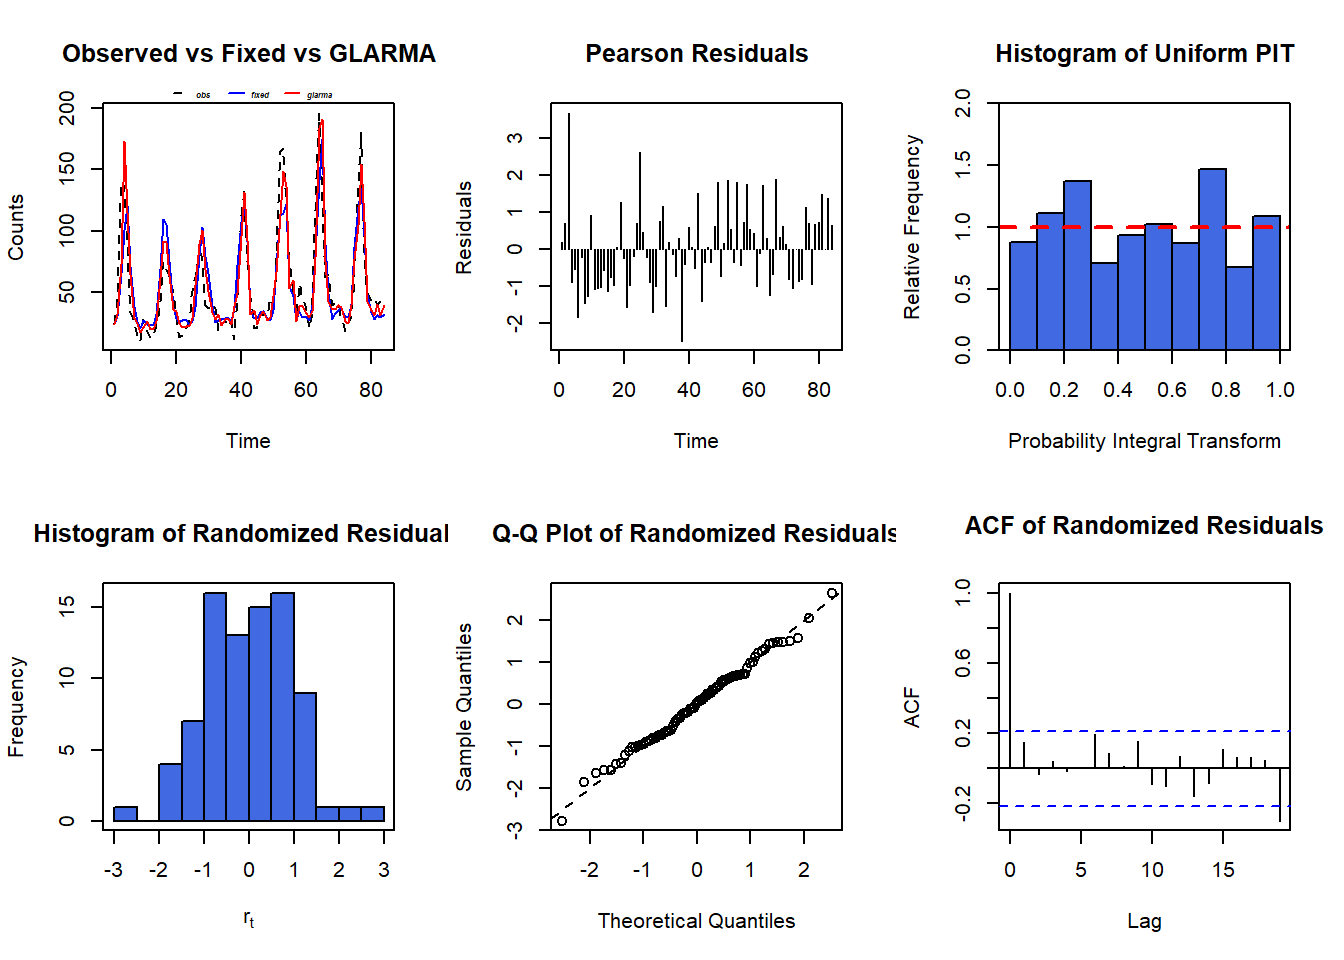 Observed vs Fixed vs GLARMA
obs fixed glarma
Counts
50 100 150 200
0 20 40 60 80
Time
Pearson Residuals
Residuals
-2 -1 0 1 2 3
0 20 40 60 80
Time
Histogram of Uniform PIT
Relative Frequency
0.0 0.5 1.0 1.5 2.0
0.0 0.2 0.4 0.6 0.8 1.0
Probability Integral Transform
Histogram of Randomized Residual
Frequency
0 5 10 15
-3 -2 -1 0 1 2 3
rt
Q-Q Plot of Randomized Residuals
Sample Quantiles
-3 -2 -1 0 1 2
-2 -1 0 1 2
Theoretical Quantiles
ACF of Randomized Residuals
ACF
-0.2 0.2 0.6 1.0
0 5 10 15
Lag